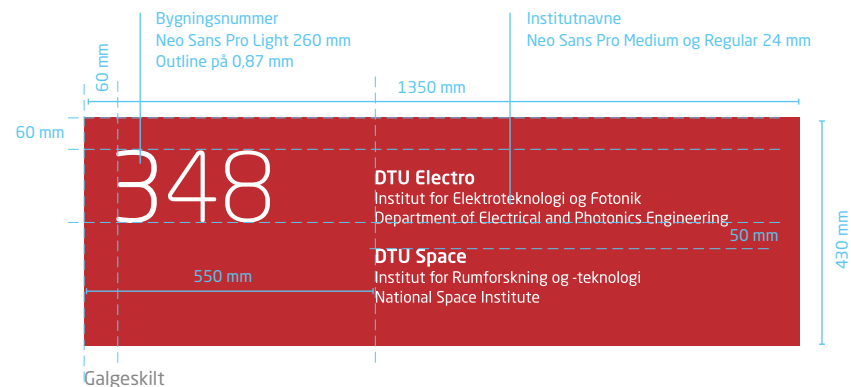 Bygningsnummer
Neo Sans Pro Light 260 mm
Outline på 0,87 mm
Institutnavne
Neo Sans Pro Medium og Regular 24 mm
60 mm
1350 mm
60 mm
348
DTU Electro
Institut for Elektroteknologi og Fotonik
Department of Electrical and Photonics Engineering
50 mm
430 mm
DTU Space
Institut for Rumforskning og -teknologi
National Space Institute
550 mm
Galgeskilt